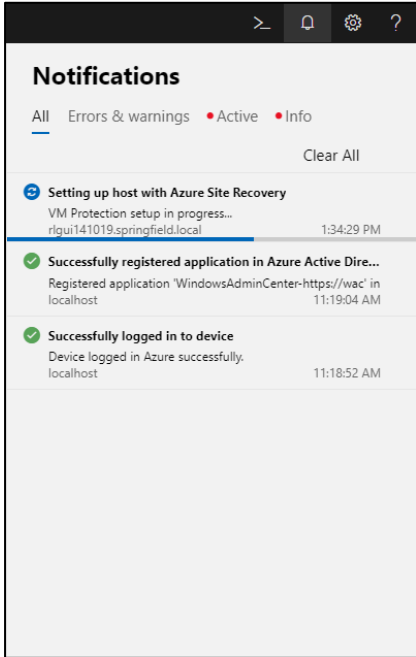 >_ ?
Notifications
All Errors & warnings Active Info
Clear All
Setting up host with Azure Site Recovery
VM Protection setup in progress...
rlgui141019.springfield.local 1:34:29 PM
Successfully registered application in Azure Active Dire...
Registered application 'WindowsAdminCenter-https://wac' in
localhost 11:19:04 AM
Successfully logged in to device
Device logged in Azure successfully.
localhost 11:18:52 AM